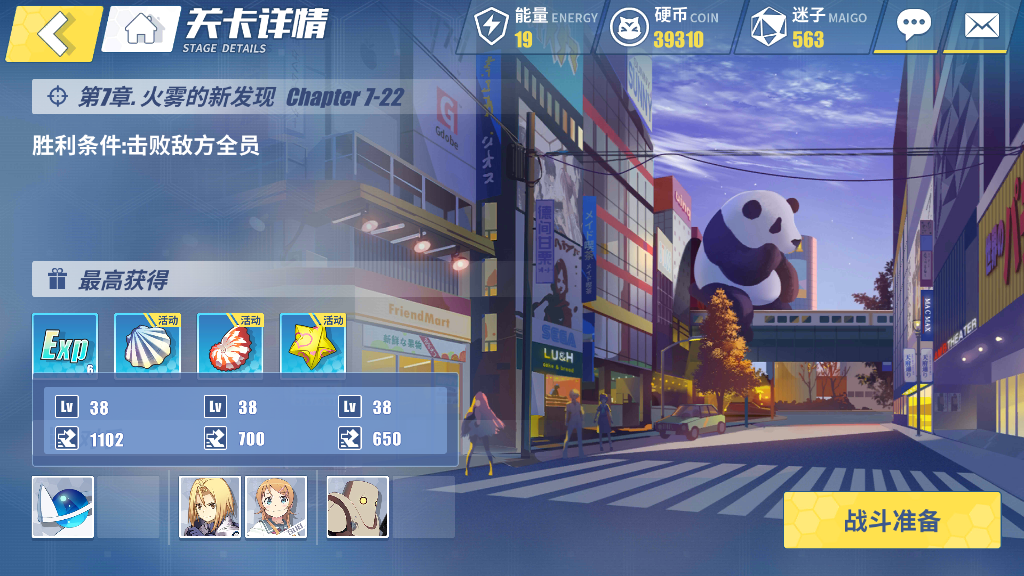 关卡详情
STAGE DETAILS
能量 ENERGY
19
硬币 COIN
39310
迷子 MAIGO
563
第7章. 火雾的新发现 Chapter 7-22
胜利条件:击败敌方全员
最高获得
Exp
6
活动
活动
活动
Lv 38
Lv 38
Lv 38
1102
700
650
战斗准备
Gdobe
FriendMart
SEGA
LU&H
MAC MAX
THEATER